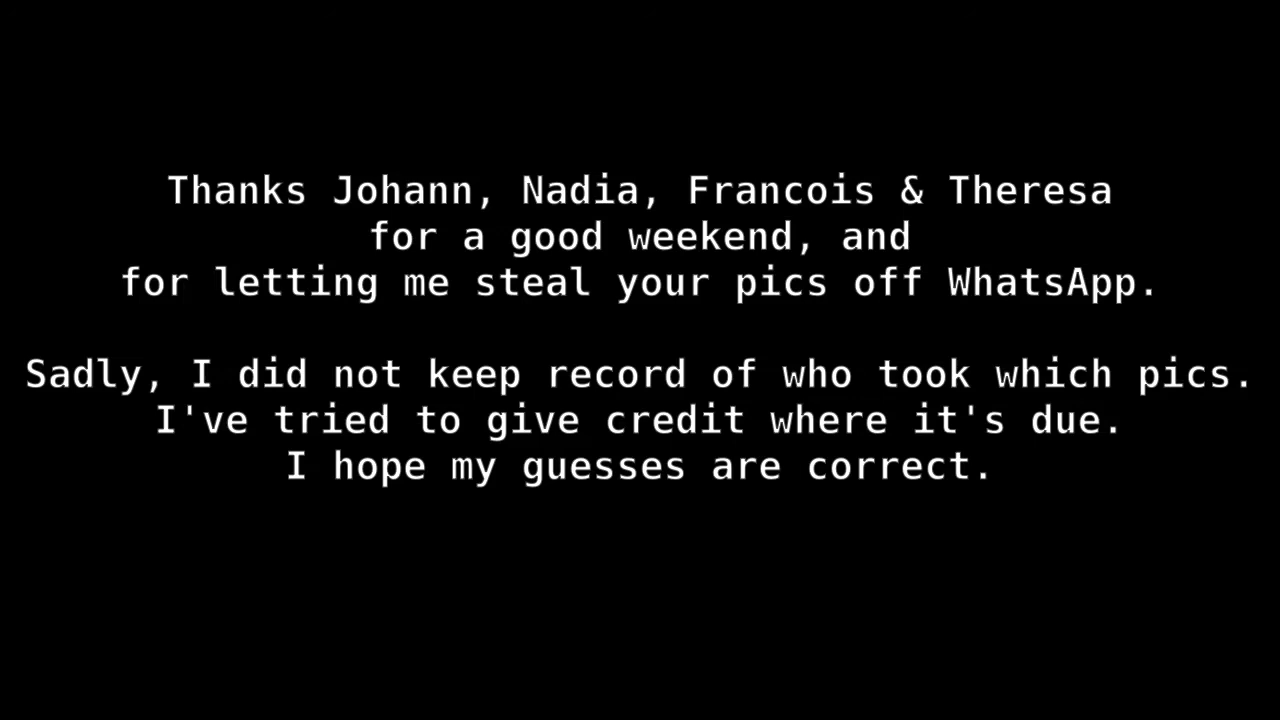 Thanks Johann, Nadia, Francois & Theresa
for a good weekend, and
for letting me steal your pics off WhatsApp.
Sadly, I did not keep record of who took which pics.
I've tried to give credit where it's due.
I hope my guesses are correct.